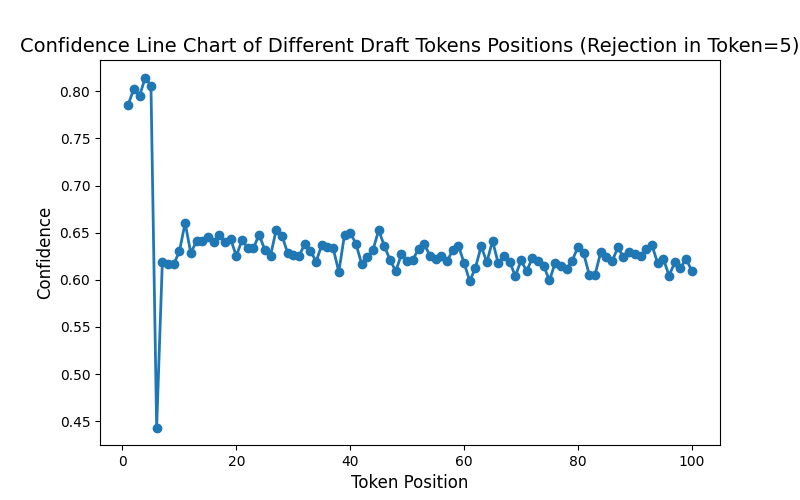 Confidence Line Chart of Different Draft Tokens Positions (Rejection in Token=5)
0.80
0.75
0.70
0.65
0.60
0.55
0.50
0.45
Confidence
0 20 40 60 80 100
Token Position